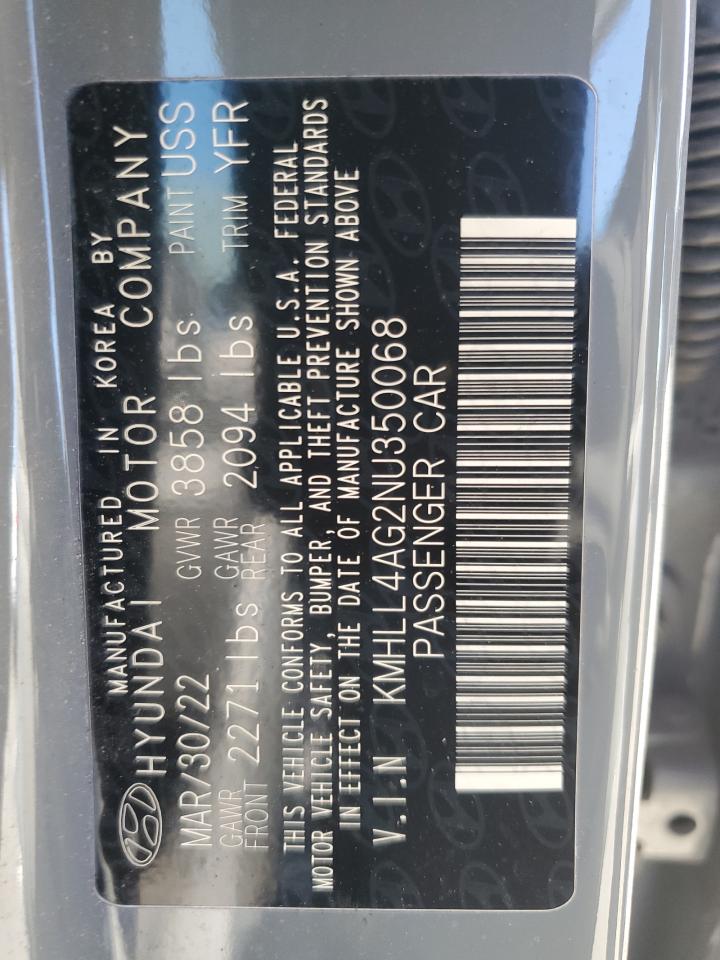 MANUFACTURED IN KOREA BY
HYUNDAI MOTOR COMPANY
MAR/30/22 GVWR 3858 lbs PAINT USS
GAWR FRONT 2271 lbs GAWR REAR 2094 lbs TRIM YFR
THIS VEHICLE CONFORMS TO ALL APPLICABLE U.S.A. FEDERAL
MOTOR VEHICLE SAFETY, BUMPER, AND THEFT PREVENTION STANDARDS
IN EFFECT ON THE DATE OF MANUFACTURE SHOWN ABOVE
V.I.N KMHLL4AG2NU350068
PASSENGER CAR